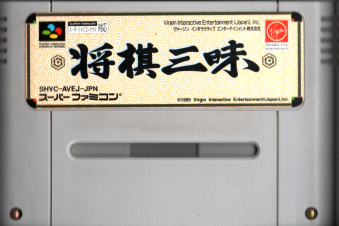 Virgin Interactive Entertainment (Japan), Inc.
ヴァージン・インタラクティブ エンターテインメント株式会社
将棋三昧
SHVC-AVEJ-JPN
スーパーファミコン
©1995 Virgin Interactive Entertainment(Japan), Inc.